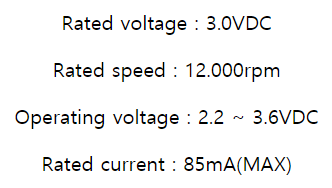 Rated voltage : 3.0VDC
Rated speed : 12.000rpm
Operating voltage : 2.2 ~ 3.6VDC
Rated current : 85mA(MAX)